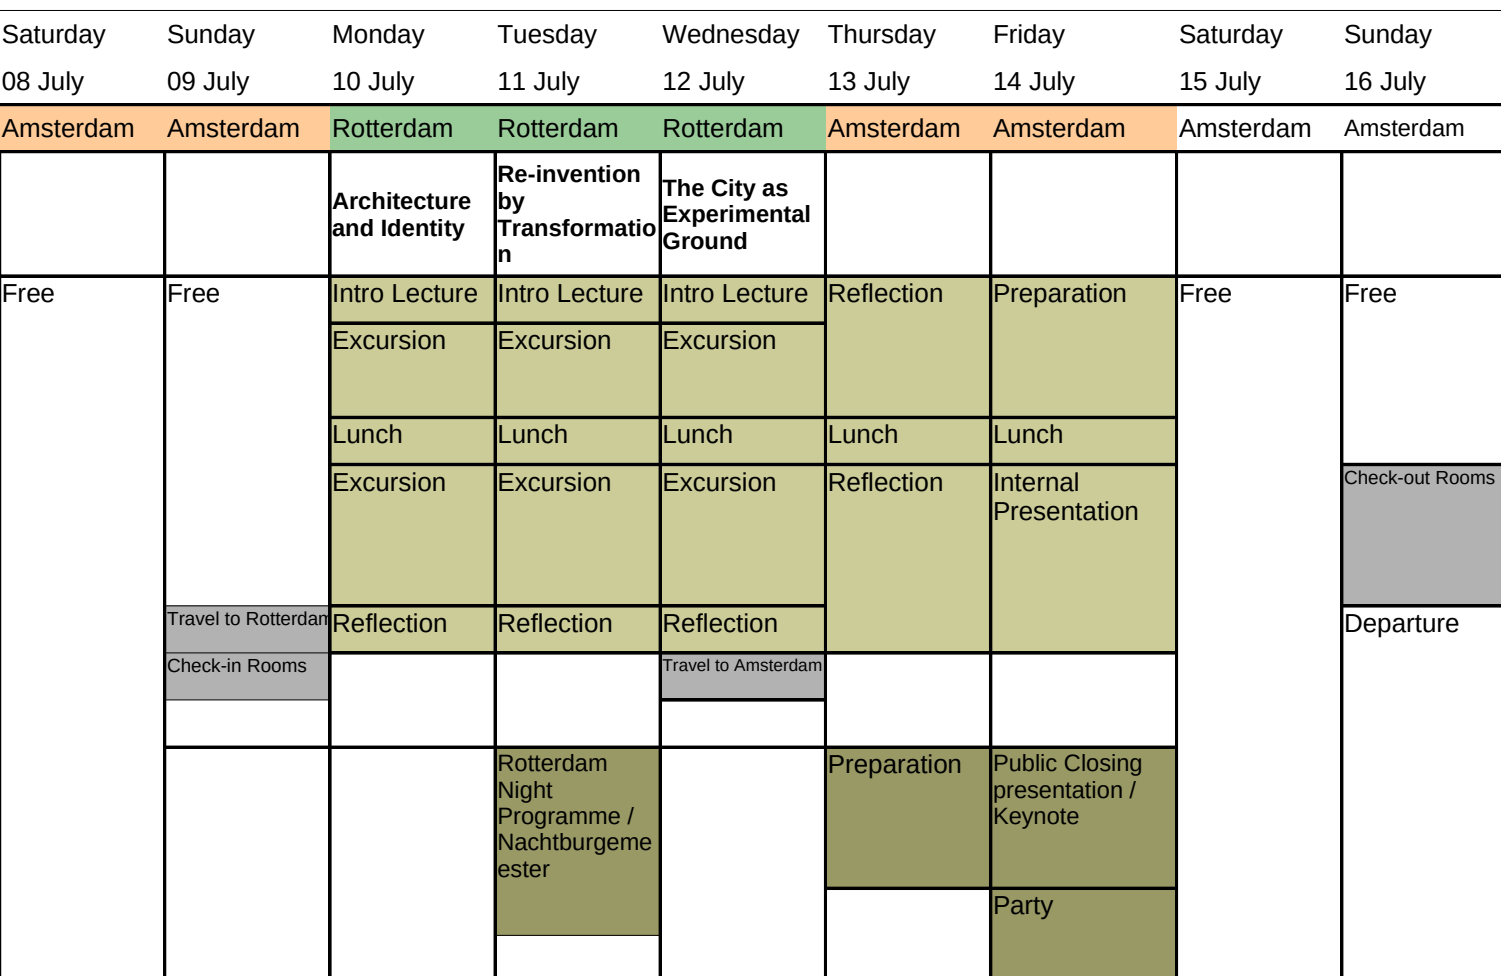 Saturday Sunday Monday Tuesday Wednesday Thursday Friday Saturday Sunday
08 July 09 July 10 July 11 July 12 July 13 July 14 July 15 July 16 July
Amsterdam Amsterdam Rotterdam Rotterdam Rotterdam Amsterdam Amsterdam Amsterdam Amsterdam
Architecture
and Identity
Re-invention
by
Transformatio
n
The City as
Experimental
Ground
Free Free Intro Lecture Intro Lecture Intro Lecture Reflection Preparation Free Free
Excursion Excursion Excursion
Lunch Lunch Lunch Lunch Lunch
Excursion Excursion Excursion Reflection Internal
Presentation
Check-out Rooms
Travel to Rotterdam Reflection Reflection Reflection Departure
Check-in Rooms Travel to Amsterdam
Rotterdam
Night
Programme /
Nachtburgeme
ester
Preparation
Public Closing
presentation /
Keynote
Party